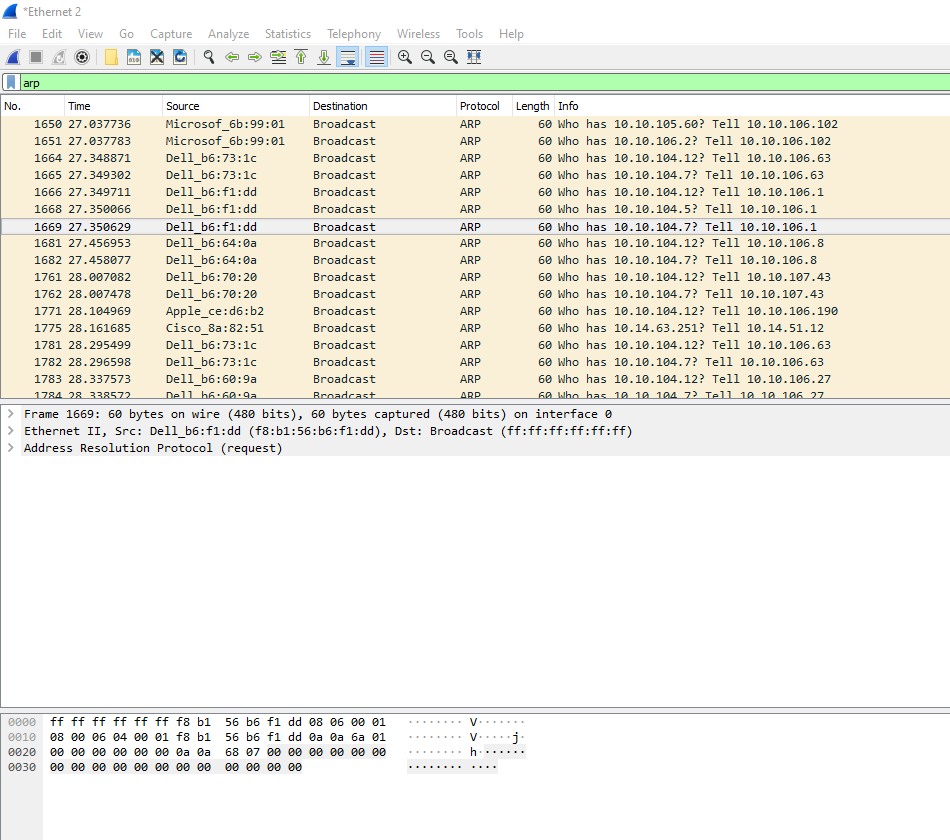 *Ethernet 2
File Edit View Go Capture Analyze Statistics Telephony Wireless Tools Help
arp
No. Time Source Destination Protocol Length Info
1650 27.037736 Microsof_6b:99:01 Broadcast ARP 60 Who has 10.10.105.60? Tell 10.10.106.102
1651 27.037783 Microsof_6b:99:01 Broadcast ARP 60 Who has 10.10.106.2? Tell 10.10.106.102
1664 27.348871 Dell_b6:73:1c Broadcast ARP 60 Who has 10.10.104.12? Tell 10.10.106.63
1665 27.349302 Dell_b6:73:1c Broadcast ARP 60 Who has 10.10.104.7? Tell 10.10.106.63
1666 27.349711 Dell_b6:f1:dd Broadcast ARP 60 Who has 10.10.104.12? Tell 10.10.106.1
1668 27.350066 Dell_b6:f1:dd Broadcast ARP 60 Who has 10.10.104.5? Tell 10.10.106.1
1669 27.350629 Dell_b6:f1:dd Broadcast ARP 60 Who has 10.10.104.7? Tell 10.10.106.1
1681 27.456953 Dell_b6:64:0a Broadcast ARP 60 Who has 10.10.104.12? Tell 10.10.106.8
1682 27.458077 Dell_b6:64:0a Broadcast ARP 60 Who has 10.10.104.7? Tell 10.10.106.8
1761 28.007082 Dell_b6:70:20 Broadcast ARP 60 Who has 10.10.104.12? Tell 10.10.107.43
1762 28.007478 Dell_b6:70:20 Broadcast ARP 60 Who has 10.10.104.7? Tell 10.10.107.43
1771 28.104969 Apple_ce:d6:b2 Broadcast ARP 60 Who has 10.10.104.12? Tell 10.10.106.190
1775 28.161685 Cisco_8a:82:51 Broadcast ARP 60 Who has 10.14.63.251? Tell 10.14.51.12
1781 28.295499 Dell_b6:73:1c Broadcast ARP 60 Who has 10.10.104.12? Tell 10.10.106.63
1782 28.296598 Dell_b6:73:1c Broadcast ARP 60 Who has 10.10.104.7? Tell 10.10.106.63
1783 28.337573 Dell_b6:60:9a Broadcast ARP 60 Who has 10.10.104.12? Tell 10.10.106.27
1784 28.338572 Dell_b6:60:9a Broadcast ARP 60 Who has 10.10.104.7? Tell 10.10.106.27
Frame 1669: 60 bytes on wire (480 bits), 60 bytes captured (480 bits) on interface 0
Ethernet II, Src: Dell_b6:f1:dd (f8:b1:56:b6:f1:dd), Dst: Broadcast (ff:ff:ff:ff:ff:ff)
Address Resolution Protocol (request)
0000 ff ff ff ff ff ff f8 b1 56 b6 f1 dd 08 06 00 01 ········ V·······
0010 08 00 06 04 00 01 f8 b1 56 b6 f1 dd 0a 0a 6a 01 ········ V·····j·
0020 00 00 00 00 00 00 0a 0a 68 07 00 00 00 00 00 00 ········ h·······
0030 00 00 00 00 00 00 00 00 00 00 00 00 ········ ····